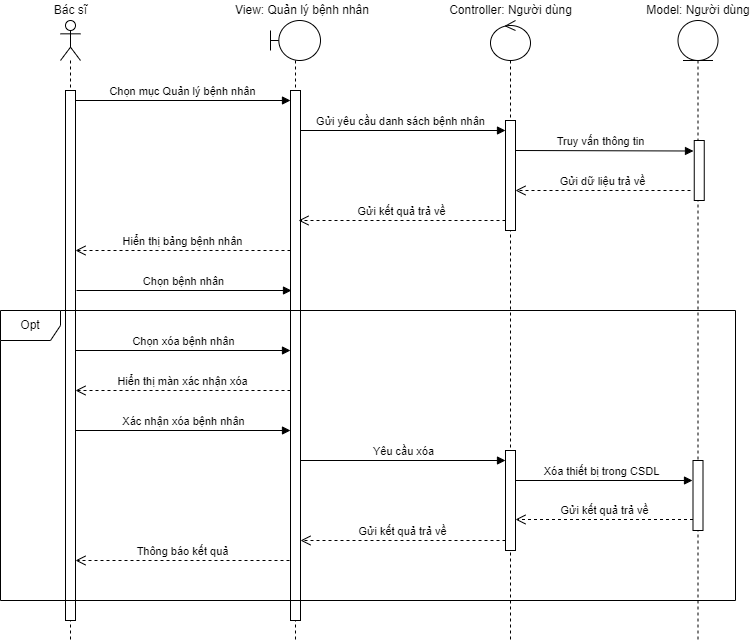 Bác sĩ
View: Quản lý bệnh nhân
Controller: Người dùng
Model: Người dùng
Chọn mục Quản lý bệnh nhân
Gửi yêu cầu danh sách bệnh nhân
Truy vấn thông tin
Gửi dữ liệu trả về
Gửi kết quả trả về
Hiển thị bảng bệnh nhân
Chọn bệnh nhân
Opt
Chọn xóa bệnh nhân
Hiển thị màn xác nhận xóa
Xác nhận xóa bệnh nhân
Yêu cầu xóa
Xóa thiết bị trong CSDL
Gửi kết quả trả về
Gửi kết quả trả về
Thông báo kết quả